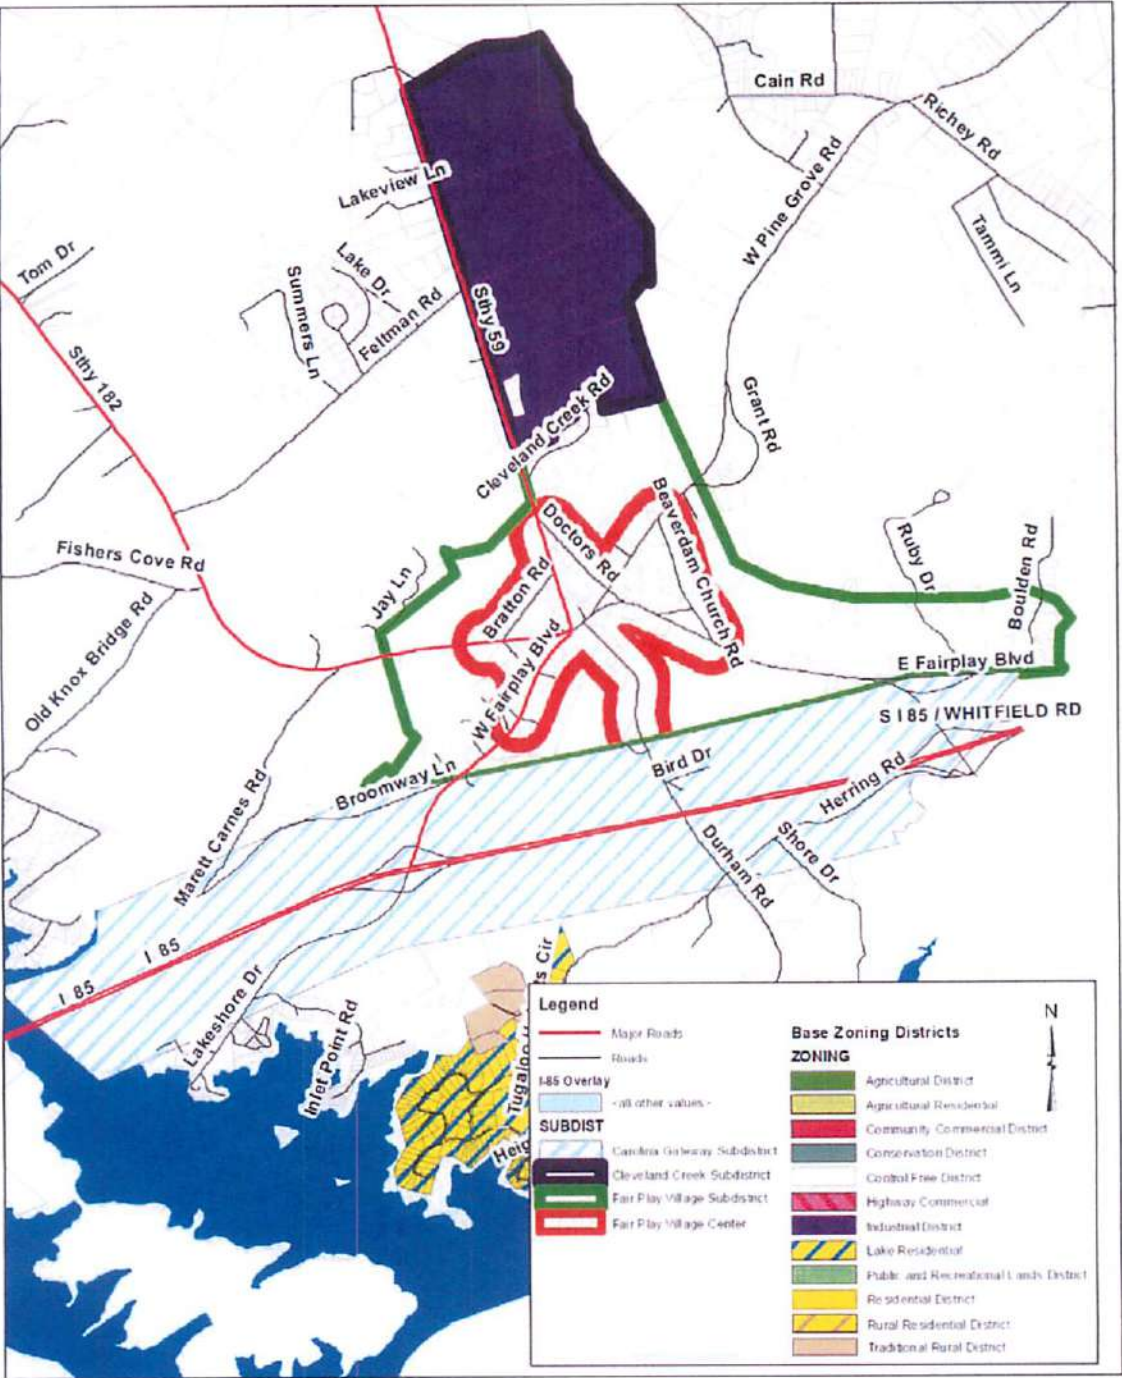 Cain Rd
Richey Rd
Lakeview Ln
W Pine Grove Rd
Tammi Ln
Tom Dr
Lake Dr
Summers Ln
Feltman Rd
Sthy 59
Sthy 182
Grant Rd
Cleveland Creek Rd
Doctors Rd
Beaverdam Church Rd
Ruby Dr
Boulden Rd
Fishers Cove Rd
Jay Ln
Bratton Rd
Old Knox Bridge Rd
W Fairplay Blvd
E Fairplay Blvd
S I 85 / WHITFIELD RD
Broomway Ln
Bird Dr
Herring Rd
Marett Carnes Rd
Durham Rd
Shore Dr
I 85
I 85
Lakeshore Dr
Inlet Point Rd
Tugaloo H
ts Cir
Heig
Legend
Major Roads
Roads
I-85 Overlay
<all other values>
SUBDIST
Carolina Gateway Subdistrict
Cleveland Creek Subdistrict
Fair Play Village Subdistrict
Fair Play Village Center
N
Base Zoning Districts
ZONING
Agricultural District
Agricultural Residential
Community Commercial District
Conservation District
Control Free District
Highway Commercial
Industrial District
Lake Residential
Public and Recreational Lands District
Residential District
Rural Residential District
Traditional Rural District